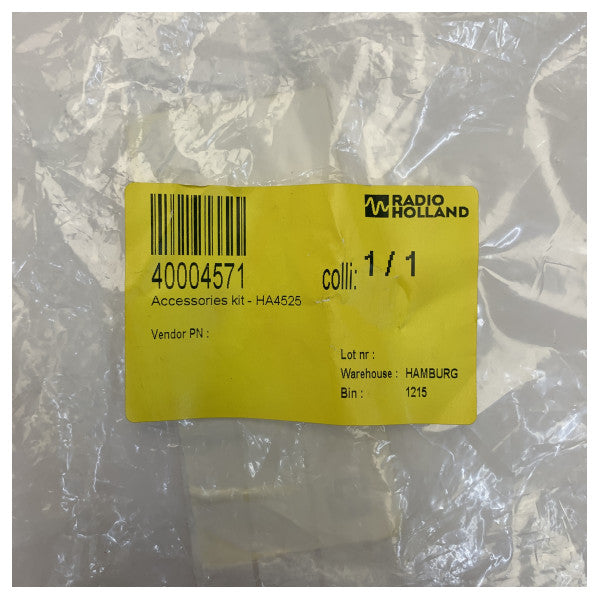 RADIO
HOLLAND
40004571
colli: 1 / 1
Accessories kit - HA4525
Vendor PN :
Lot nr :
Warehouse : HAMBURG
Bin : 1215